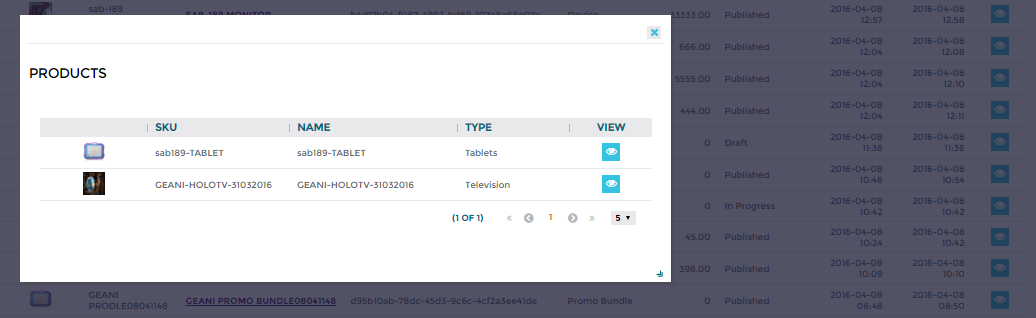 sab-189
SAB-189 MONITOR
Device
33333.00 Published 2016-04-08 12:57 2016-04-08 12:58
×
666.00 Published 2016-04-08 12:04 2016-04-08 12:08
PRODUCTS
5555.00 Published 2016-04-08 12:04 2016-04-08 12:10
444.00 Published 2016-04-08 12:04 2016-04-08 12:11
SKU NAME TYPE VIEW
sab189-TABLET sab189-TABLET Tablets
0 Draft 2016-04-08 11:36 2016-04-08 11:36
GEANI-HOLOTV-31032016 GEANI-HOLOTV-31032016 Television
0 Published 2016-04-08 10:46 2016-04-08 10:54
0 In Progress 2016-04-08 10:42 2016-04-08 10:42
(1 OF 1) « 1 » 5
45.00 Published 2016-04-08 10:24 2016-04-08 10:42
398.00 Published 2016-04-08 10:09 2016-04-08 10:10
GEANI PRODLE08041148 GEANI PROMO BUNDLE08041148 d95b10ab-78dc-45d3-9c6c-4cf2a3ee41de Promo Bundle 0 Published 2016-04-08 08:48 2016-04-08 08:50